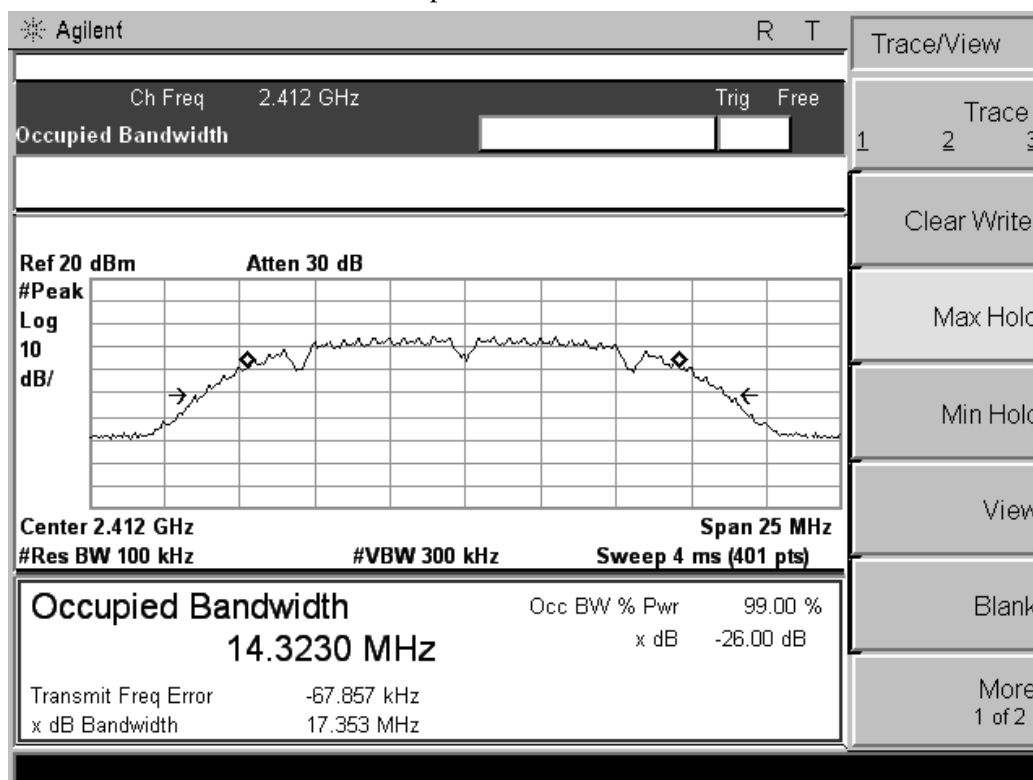 Agilent R T
Ch Freq 2.412 GHz Trig Free
Occupied Bandwidth
Ref 20 dBm Atten 30 dB
#Peak
Log
10
dB/
Center 2.412 GHz Span 25 MHz
#Res BW 100 kHz #VBW 300 kHz Sweep 4 ms (401 pts)
Occupied Bandwidth Occ BW % Pwr 99.00 %
14.3230 MHz x dB -26.00 dB
Transmit Freq Error -67.857 kHz
x dB Bandwidth 17.353 MHz
Trace/View
Trace
1 2 3
Clear Write
Max Hold
Min Hold
View
Blank
More
1 of 2